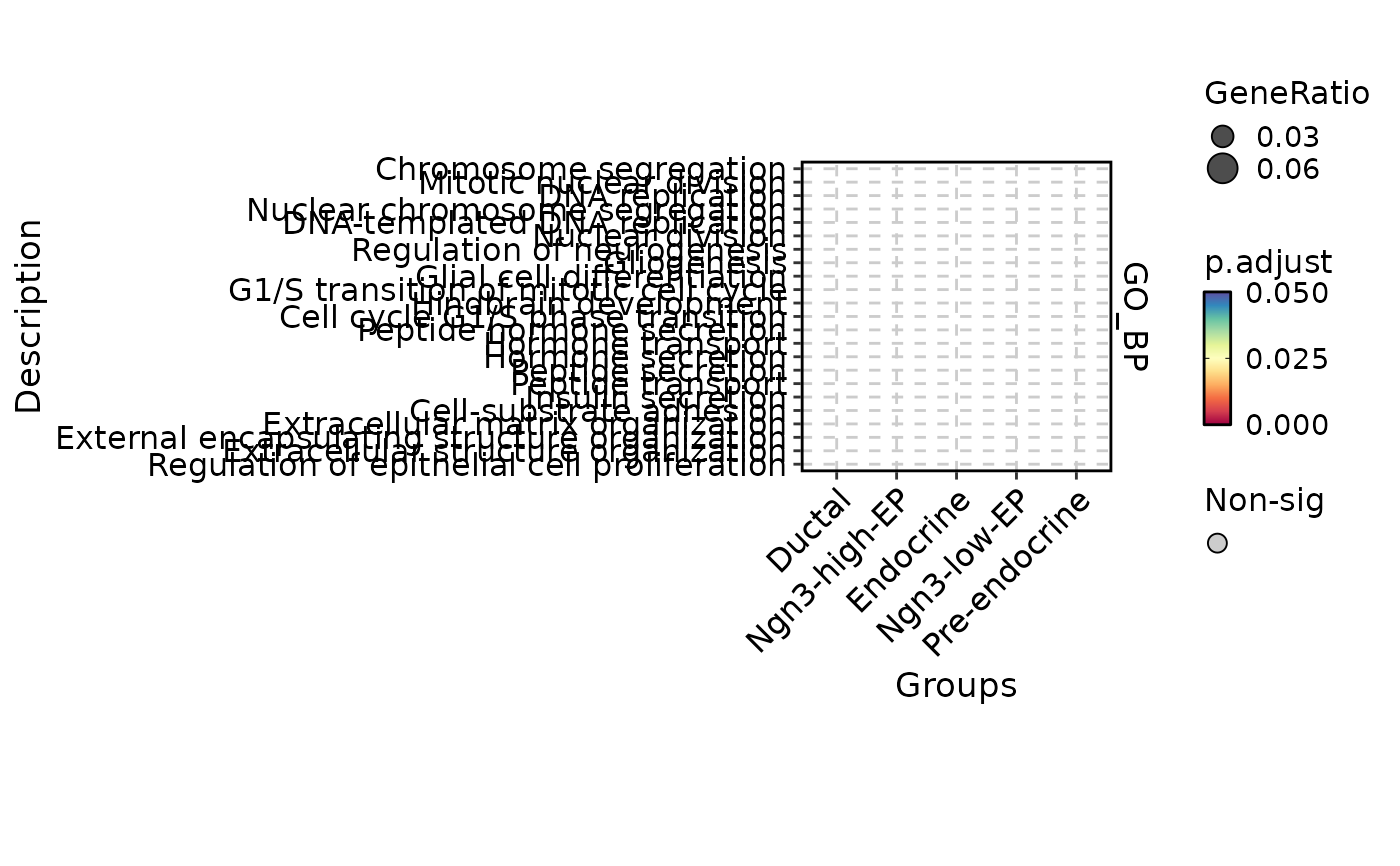 Description
Chromosome segregation
Mitotic nuclear division
DNA replication
Nuclear chromosome segregation
DNA-templated DNA replication
Nuclear division
Regulation of neurogenesis
Gliogenesis
Glial cell differentiation
G1/S transition of mitotic cell cycle
Hindbrain development
Cell cycle G1/S phase transition
Peptide hormone secretion
Hormone transport
Hormone secretion
Peptide secretion
Peptide transport
Insulin secretion
Cell-substrate adhesion
Extracellular matrix organization
External encapsulating structure organization
Extracellular structure organization
Regulation of epithelial cell proliferation
Ductal
Ngn3-high-EP
Endocrine
Ngn3-low-EP
Pre-endocrine
Groups
GO_BP
GeneRatio
0.03
0.06
p.adjust
0.050
0.025
0.000
Non-sig